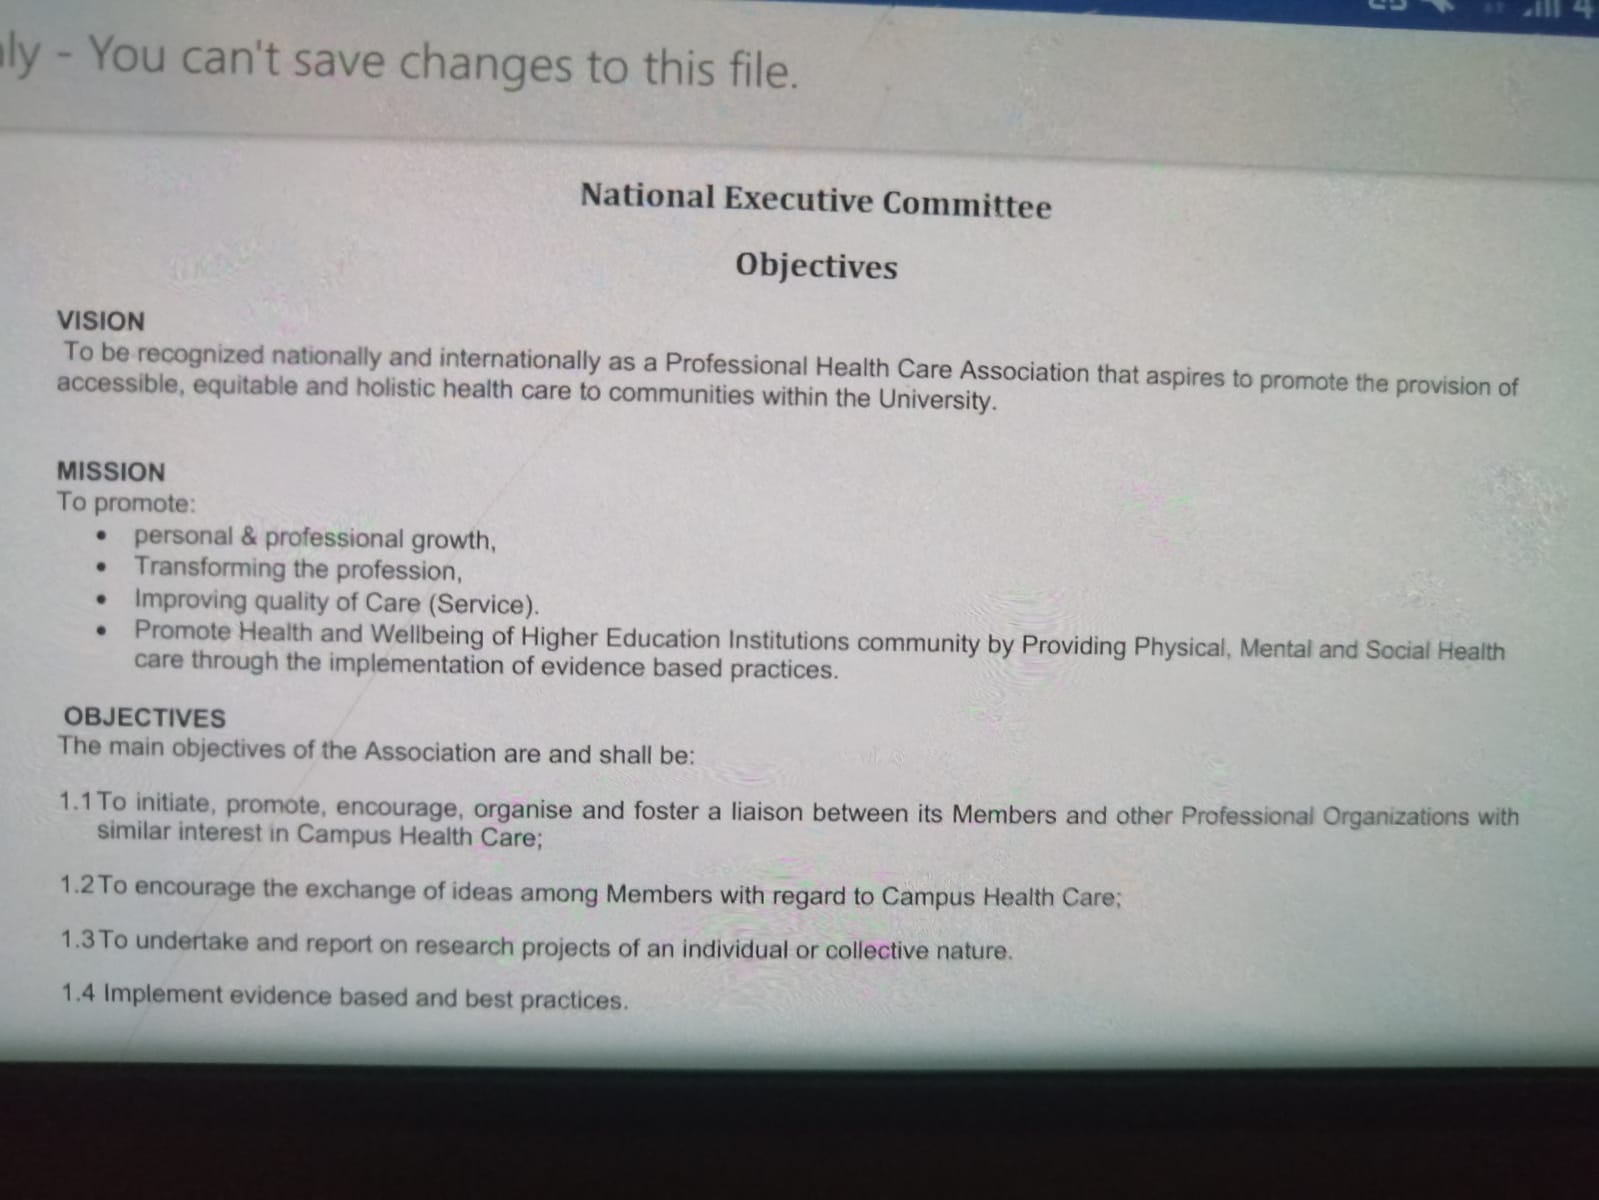 ly - You can't save changes to this file.
National Executive Committee
Objectives
VISION
To be recognized nationally and internationally as a Professional Health Care Association that aspires to promote the provision of
accessible, equitable and holistic health care to communities within the University.
MISSION
To promote:
• personal & professional growth,
• Transforming the profession,
• Improving quality of Care (Service).
• Promote Health and Wellbeing of Higher Education Institutions community by Providing Physical, Mental and Social Health
care through the implementation of evidence based practices.
OBJECTIVES
The main objectives of the Association are and shall be:
1.1 To initiate, promote, encourage, organise and foster a liaison between its Members and other Professional Organizations with
similar interest in Campus Health Care;
1.2 To encourage the exchange of ideas among Members with regard to Campus Health Care;
1.3 To undertake and report on research projects of an individual or collective nature.
1.4 Implement evidence based and best practices.